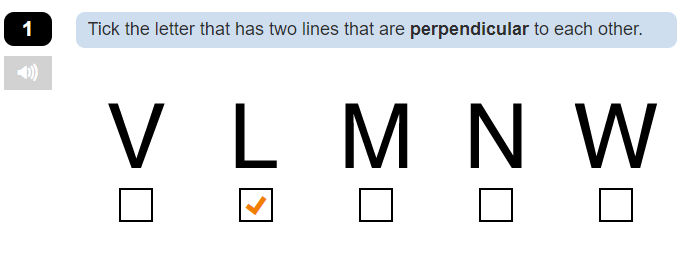 1
Tick the letter that has two lines that are perpendicular to each other.
V L M N W